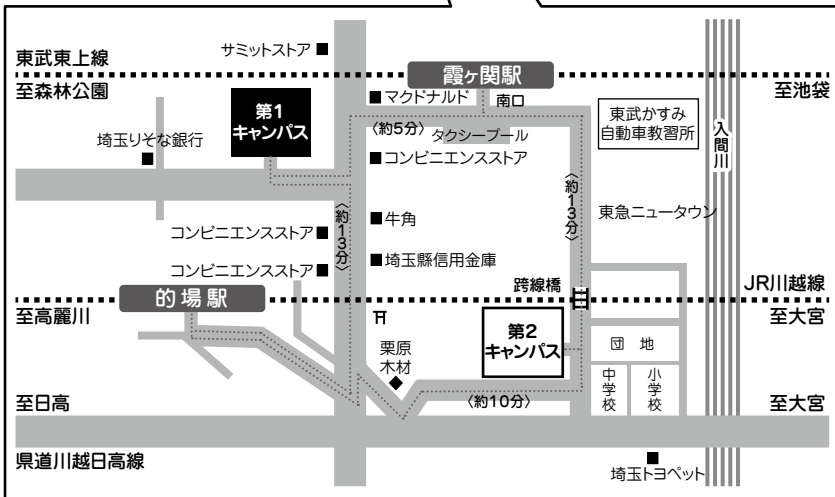 サミットストア
東武東上線
霞ヶ関駅
至森林公園
至池袋
マクドナルド
南口
第1
キャンパス
〈約5分〉
タクシープール
東武かすみ
自動車教習所
入間川
埼玉りそな銀行
コンビニエンスストア
〈約13分〉
〈約13分〉
牛角
東急ニュータウン
コンビニエンスストア
埼玉縣信用金庫
コンビニエンスストア
跨線橋
JR川越線
的場駅
至高麗川
至大宮
第2
キャンパス
団地
栗原
木材
中学校
小学校
至日高
〈約10分〉
至大宮
県道川越日高線
埼玉トヨペット